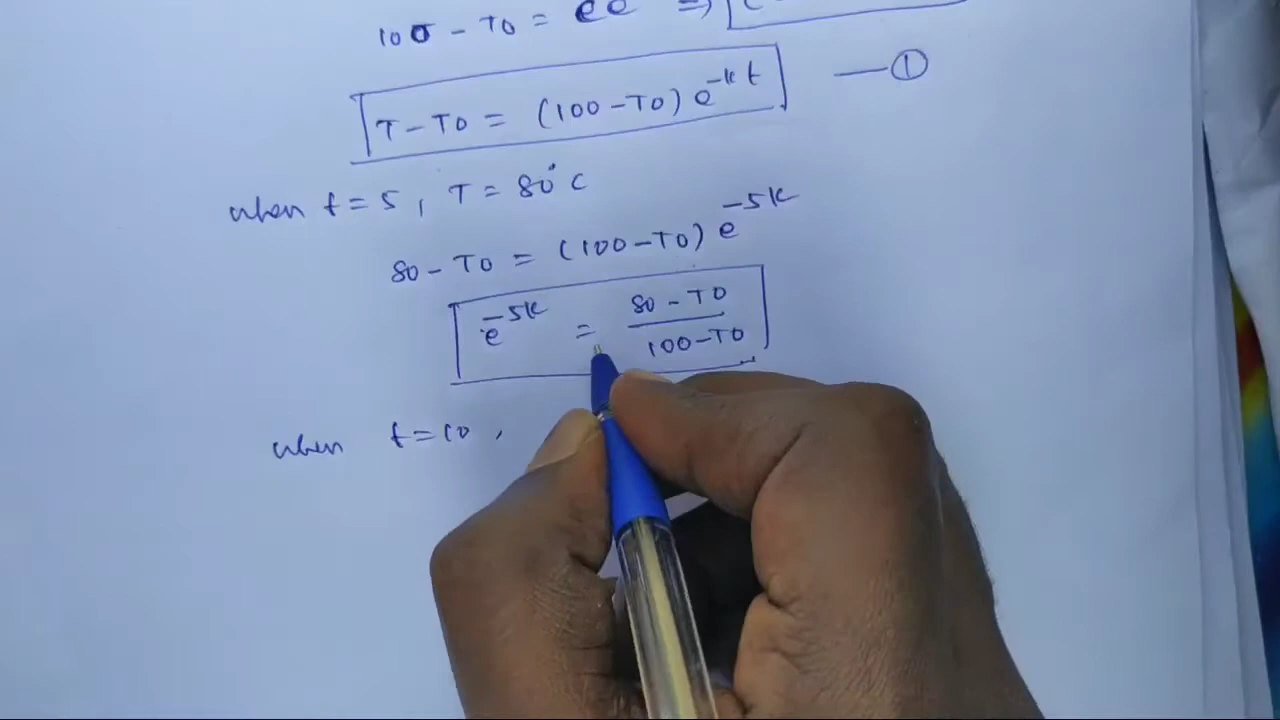 100 - T0 = e e ⇒
T - T0 = (100 - T0) e^-kt — ①
when t = 5, T = 80°C
80 - T0 = (100 - T0) e^-5k
e^-5k = 80 - T0 / 100 - T0
when t = 10,